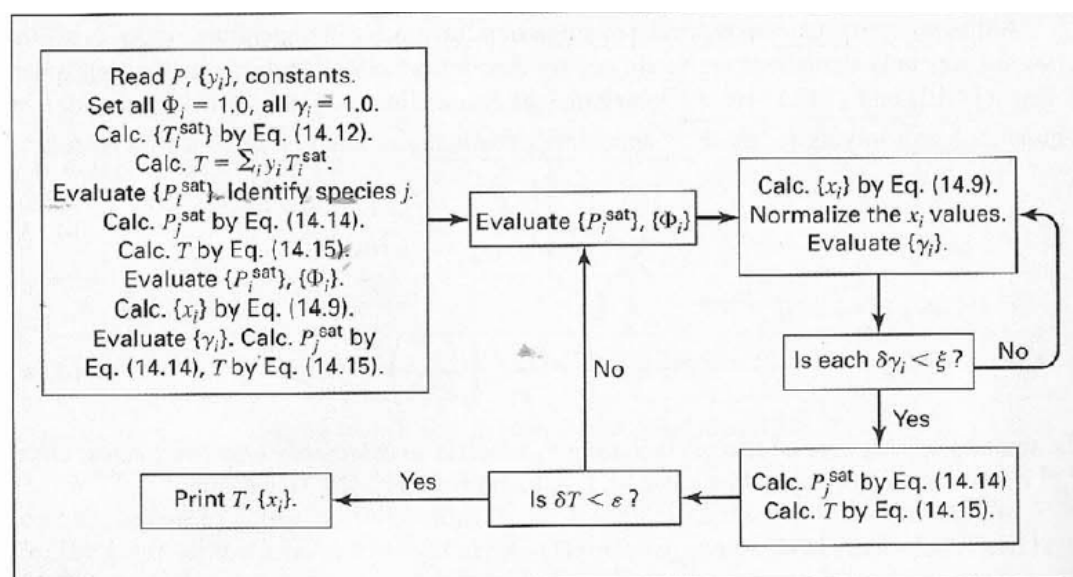 Read P, {yᵢ}, constants.
Set all Φᵢ = 1.0, all γᵢ = 1.0.
Calc. {Tᵢˢᵃᵗ} by Eq. (14.12).
Calc. T = Σᵢ yᵢ Tᵢˢᵃᵗ.
Evaluate {Pᵢˢᵃᵗ}. Identify species j.
Calc. Pⱼˢᵃᵗ by Eq. (14.14).
Calc. T by Eq. (14.15).
Evaluate {Pᵢˢᵃᵗ}, {Φᵢ}.
Calc. {xᵢ} by Eq. (14.9).
Evaluate {γᵢ}. Calc. Pⱼˢᵃᵗ by
Eq. (14.14), T by Eq. (14.15).
Evaluate {Pᵢˢᵃᵗ}, {Φᵢ}
Calc. {xᵢ} by Eq. (14.9).
Normalize the xᵢ values.
Evaluate {γᵢ}.
Is each δγᵢ < ξ ?
No
Yes
Calc. Pⱼˢᵃᵗ by Eq. (14.14)
Calc. T by Eq. (14.15).
Is δT < ε ?
No
Yes
Print T, {xᵢ}.